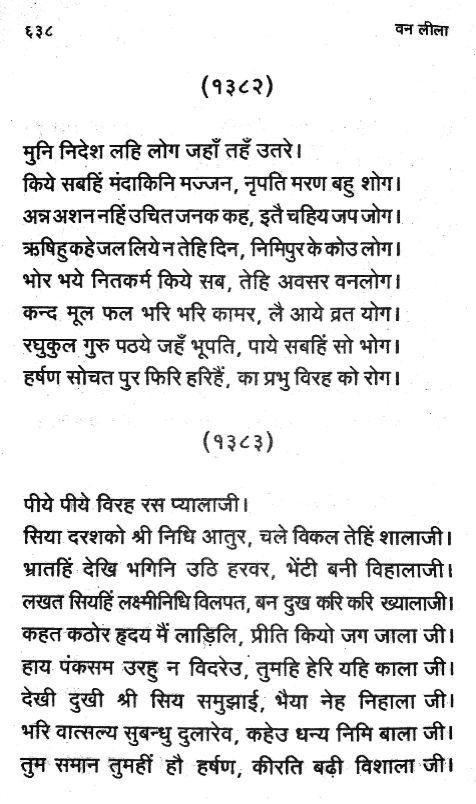 ६३८ वन लीला
(१३८२)
मुनि निदेश लहि लोग जहाँ तहँ उतरे।
किये सबहिं मंदाकिनि मज्जन, नृपति मरण बहु शोग।
अन्न अशन नहिं उचित जनक कह, इतै चहिय जप जोग।
ऋषिहु कहे जल लिये न तेहि दिन, निमिपुर के कोउ लोग।
भोर भये नितकर्म किये सब, तेहि अवसर वनलोग।
कन्द मूल फल भरि भरि कामर, लै आये व्रत योग।
रघुकुल गुरु पठये जहँ भूपति, पाये सबहिं सो भोग।
हर्षण सोचत पुर फिरि हरिहैं, का प्रभु विरह को रोग।
(१३८३)
पीये पीये विरह रस प्यालाजी।
सिया दरशको श्री निधि आतुर, चले विकल तेहिं शालाजी।
भ्रातहिं देखि भगिनि उठि हरवर, भेंटी बनी विहालाजी।
लखत सियहिं लक्ष्मीनिधि विलपत, बन दुख करि करि ख्यालाजी।
कहत कठोर हृदय मैं लाड़िलि, प्रीति कियो जग जाला जी।
हाय पंकसम उरहु न विदरेउ, तुमहि हेरि यहि काला जी।
देखी दुखी श्री सिय समुझाई, भैया नेह निहाला जी।
भरि वात्सल्य सुबन्धु दुलारेव, कहेउ धन्य निमि बाला जी।
तुम समान तुमहीं हौ हर्षण, कीरति बढ़ी विशाला जी।